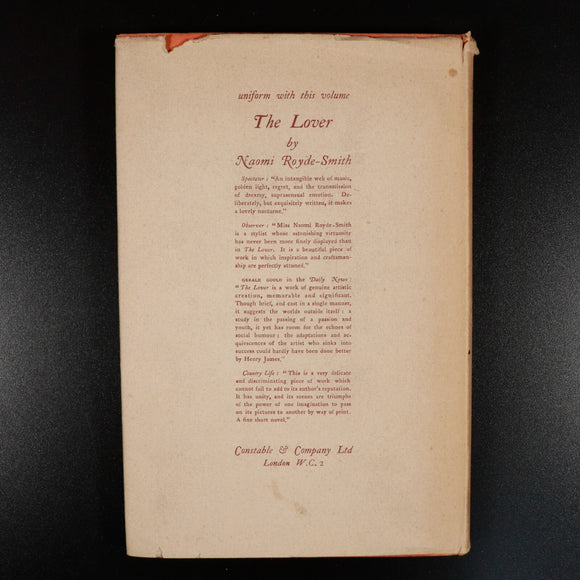 uniform with this volume
The Lover
by
Naomi Royde-Smith
Spectator: "An intangible web of music,
golden light, regret, and the transmission
of dreamy, suprasensual emotion. De-
liberately, but exquisitely written, it makes
a lovely nocturne."
Observer: "Miss Naomi Royde-Smith
is a stylist whose astonishing virtuosity
has never been more finely displayed than
in The Lover. It is a beautiful piece of
work in which inspiration and craftsman-
ship are perfectly attuned."
GERALD GOULD in the Daily News:
"The Lover is a work of genuine artistic
creation, memorable and significant.
Though brief, and cast in a single manner,
it suggests the worlds outside itself: a
study in the passing of a passion and
youth, it yet has room for the echoes of
social humour: the adaptations and ac-
quiescences of the artist who sinks into
success could hardly have been done better
by Henry James."
Country Life: "This is a very delicate
and discriminating piece of work which
cannot fail to add to its author's reputation.
It has unity, and its scenes are triumphs
of the power of one imagination to pass
on its pictures to another by way of print.
A fine short novel."
Constable & Company Ltd
London W.C. 2